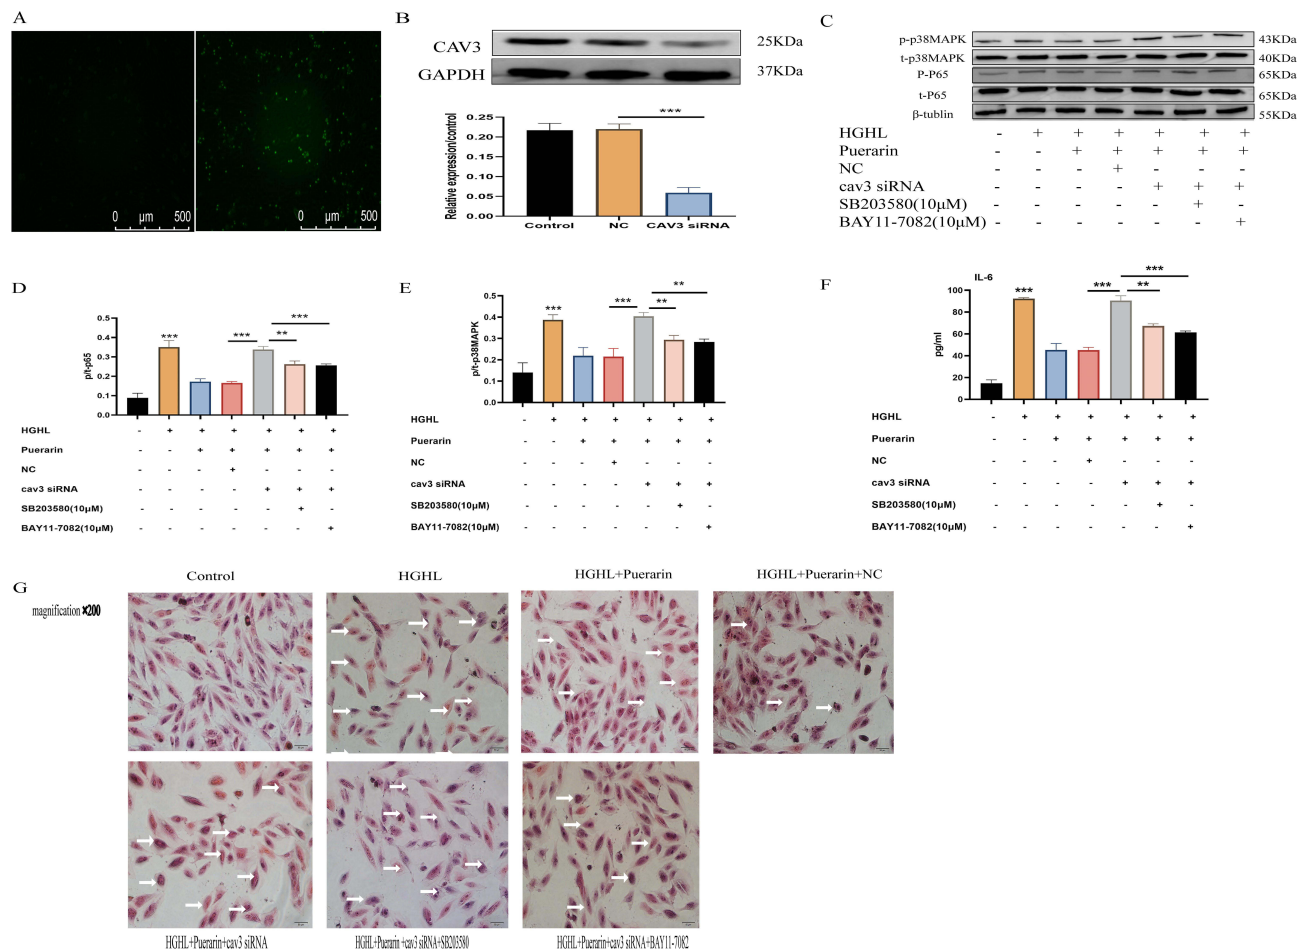 A
0 μm 500
0 μm 500
B
CAV3
25KDa
GAPDH
37KDa
***
Relative expression/control
0.25
0.20
0.15
0.10
0.05
0.00
Control NC CAV3 siRNA
C
p-p38MAPK 43KDa
t-p38MAPK 40KDa
P-P65 65KDa
t-P65 65KDa
β-tublin 55KDa
HGHL - + + + + + +
Puerarin - - + + + + +
NC - - - + - - -
cav3 siRNA - - - - + + +
SB203580(10μM) - - - - - + -
BAY11-7082(10μM) - - - - - - +
D
p/t-p65
0.5
0.4
0.3
0.2
0.1
0.0
*** *** ** ***
HGHL - + + + + + +
Puerarin - - + + + + +
NC - - - + - - -
cav3 siRNA - - - - + + +
SB203580(10μM) - - - - - + -
BAY11-7082(10μM) - - - - - - +
E
p/t-p38MAPK
0.5
0.4
0.3
0.2
0.1
0.0
*** *** ** **
HGHL - + + + + + +
Puerarin - - + + + + +
NC - - - + - - -
cav3 siRNA - - - - + + +
SB203580(10μM) - - - - - + -
BAY11-7082(10μM) - - - - - - +
F
IL-6
pg/ml
100
80
60
40
20
0
*** *** ** ***
HGHL - + + + + + +
Puerarin - - + + + + +
NC - - - + - - -
cav3 siRNA - - - - + + +
SB203580(10μM) - - - - - + -
BAY11-7082(10μM) - - - - - - +
G
magnification ×200
Control HGHL HGHL+Puerarin HGHL+Puerarin+NC
HGHL+Puerarin+cav3 siRNA HGHL+Puerarin +cav3 siRNA+SB203580 HGHL+Puerarin+cav3 siRNA+BAY11-7082